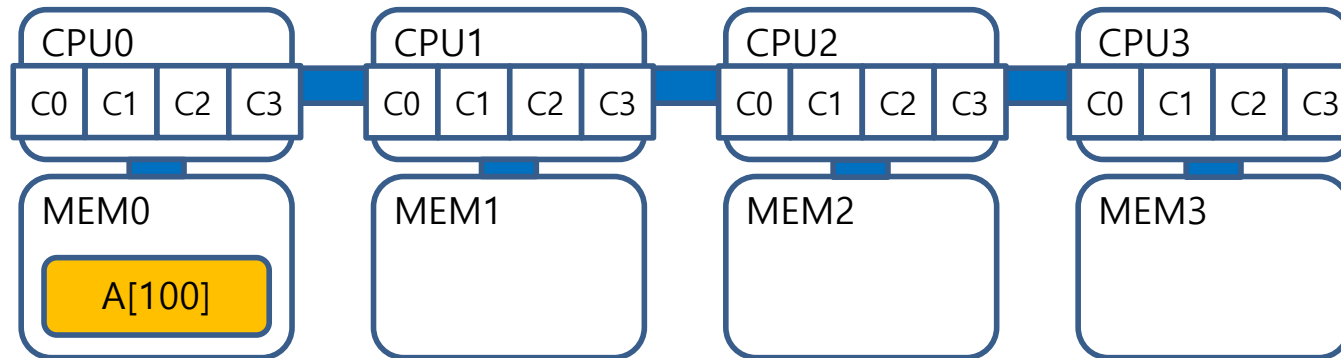 CPU0 CPU1 CPU2 CPU3
C0 C1 C2 C3 C0 C1 C2 C3 C0 C1 C2 C3 C0 C1 C2 C3
MEM0 MEM1 MEM2 MEM3
A[100]